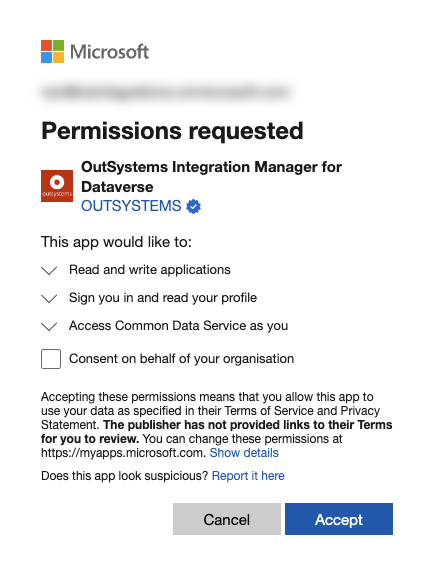 Microsoft
Permissions requested
OutSystems Integration Manager for
Dataverse
outsystems
OUTSYSTEMS
This app would like to:
Read and write applications
Sign you in and read your profile
Access Common Data Service as you
Consent on behalf of your organisation
Accepting these permissions means that you allow this app to
use your data as specified in their Terms of Service and Privacy
Statement. The publisher has not provided links to their Terms
for you to review. You can change these permissions at
https://myapps.microsoft.com. Show details
Does this app look suspicious? Report it here
Cancel
Accept